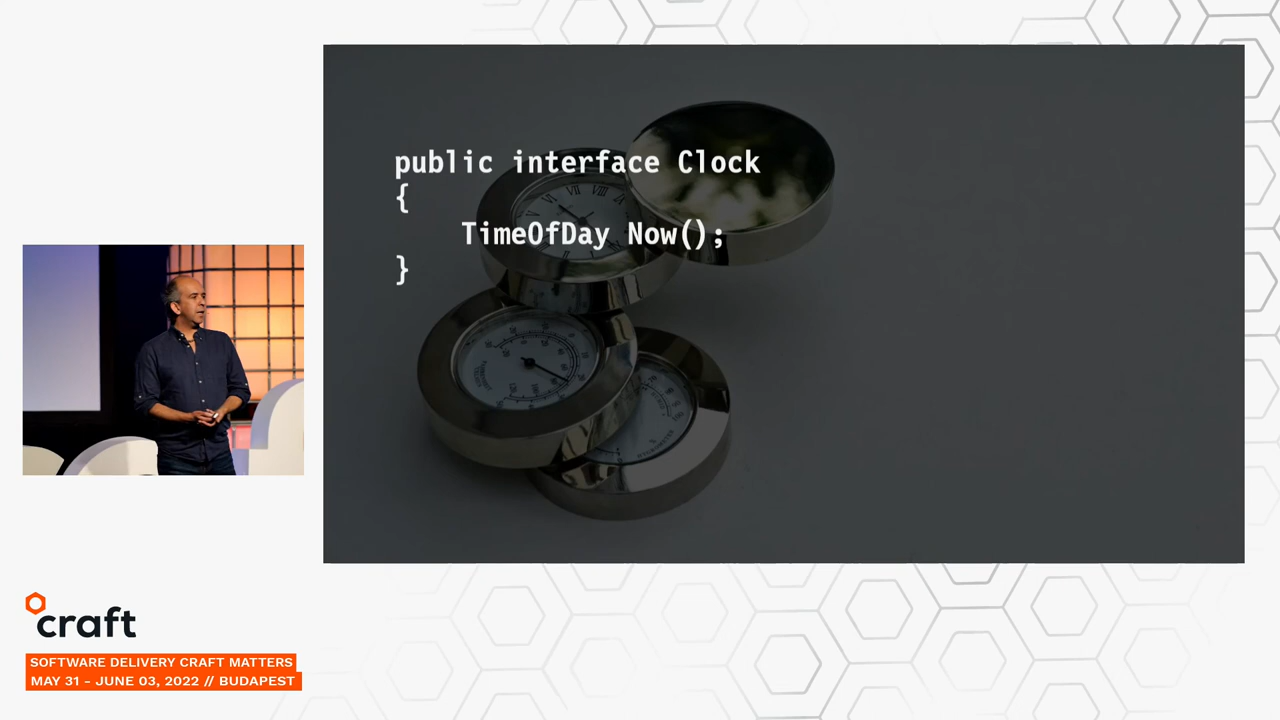 public interface Clock
{
TimeOfDay Now();
}
craft
SOFTWARE DELIVERY CRAFT MATTERS
MAY 31 - JUNE 03, 2022 // BUDAPEST